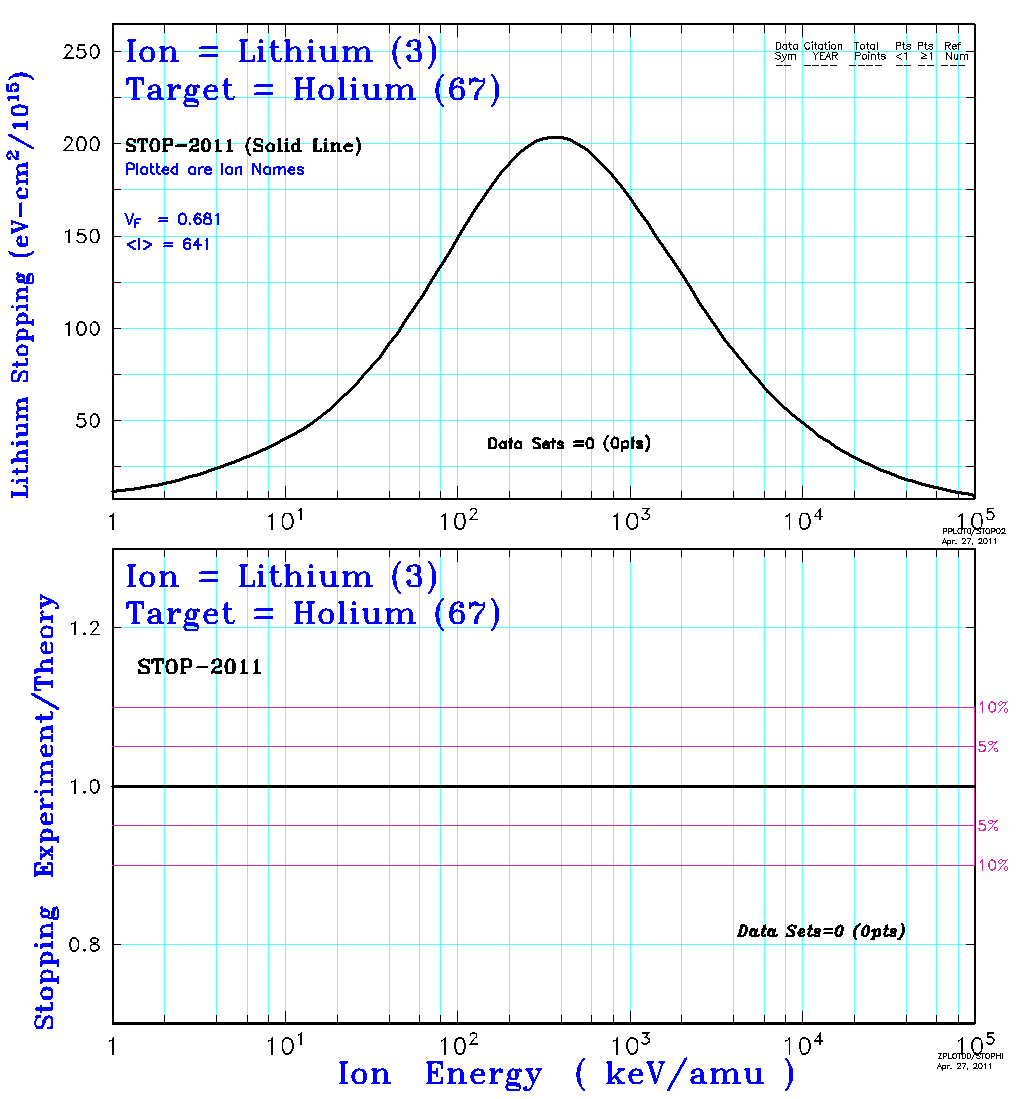 Ion = Lithium (3)
Target = Holium (67)
Data Citation Total Pts Pts Ref
Sym YEAR Points <1 ≥1 Num
STOP-2011 (Solid Line)
Plotted are Ion Names
VF = 0.681
<I> = 641
Data Sets =0 (0pts)
Lithium Stopping (eV-cm²/10¹⁵)
250
200
150
100
50
1 10¹ 10² 10³ 10⁴ 10⁵
PPLOTD/STOPO2
Apr. 27, 2011
Ion = Lithium (3)
Target = Holium (67)
STOP-2011
Stopping Experiment/Theory
1.2
1.0
0.8
10%
5%
5%
10%
Data Sets=0 (0pts)
1 10¹ 10² 10³ 10⁴ 10⁵
Ion Energy ( keV/amu )
ZPLOTDD/STOPHI
Apr. 27, 2011